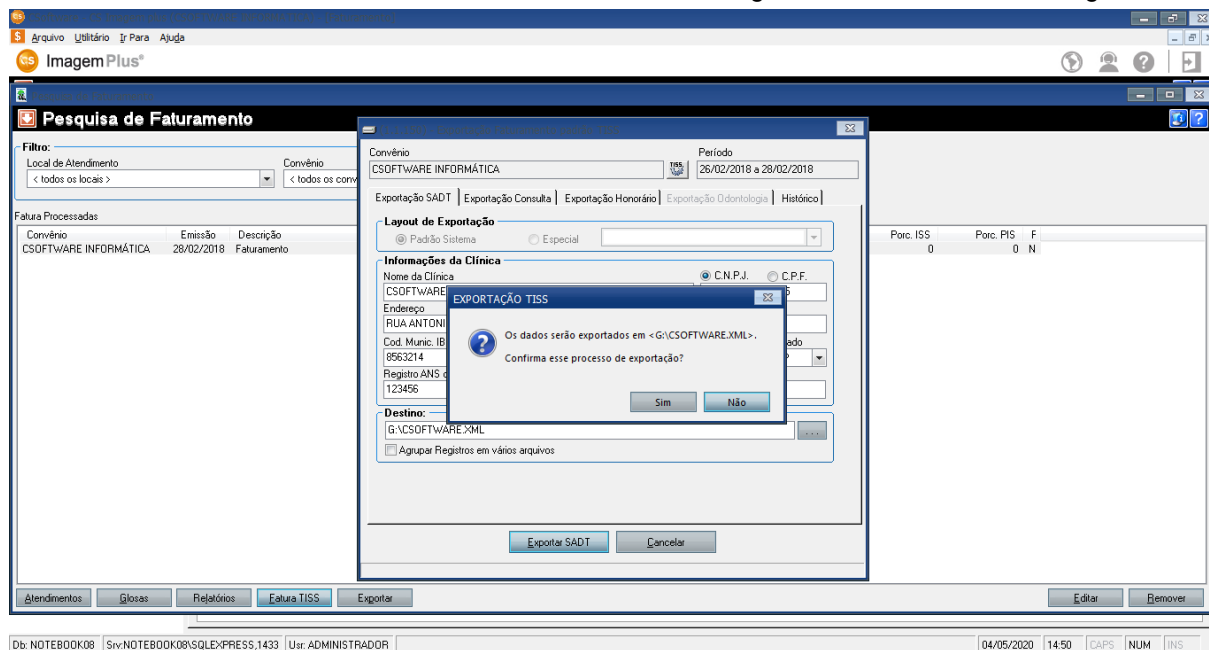 Arquivo Utilitário Ir Para Ajuda
ImagemPlus®
Pesquisa de Faturamento
Filtro:
Local de Atendimento Convênio
< todos os locais > < todos os conv
Fatura Processadas
Convênio Emissão Descrição Porc. ISS Porc. PIS F
CSOFTWARE INFORMÁTICA 28/02/2018 Faturamento 0 0 N
Convênio Período
CSOFTWARE INFORMÁTICA TISS 26/02/2018 a 28/02/2018
Exportação SADT Exportação Consulta Exportação Honorário Exportação Odontologia Histórico
Layout de Exportação
Padrão Sistema Especial
Informações da Clínica
Nome da Clínica C.N.P.J. C.P.F.
CSOFTWARE
Endereço
RUA ANTONI
Cod. Munic. IB ado
8563214
Registro ANS
123456
EXPORTAÇÃO TISS
Os dados serão exportados em <G:\CSOFTWARE.XML>.
Confirma esse processo de exportação?
Sim Não
Destino:
G:\CSOFTWARE.XML ...
Agrupar Registros em vários arquivos
Exportar SADT Cancelar
Atendimentos Glosas Relatórios Fatura TISS Exportar Editar Remover
Db: NOTEBOOK08 Srv:NOTEBOOK08\SQLEXPRESS,1433 Usr: ADMINISTRADOR 04/05/2020 14:50 CAPS NUM INS